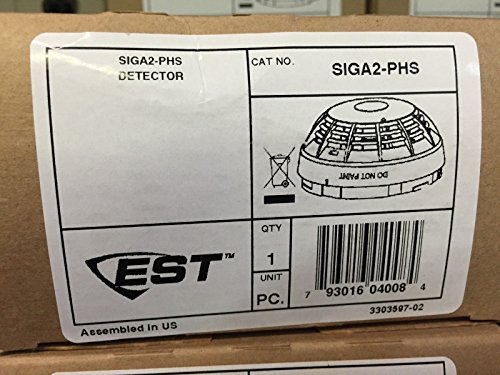 SIGA2-PHS
DETECTOR
CAT NO.
SIGA2-PHS
DO NOT PAINT
QTY
1
UNIT
PC.
EST™
7 93016 04008 4
3303597-02
Assembled in US